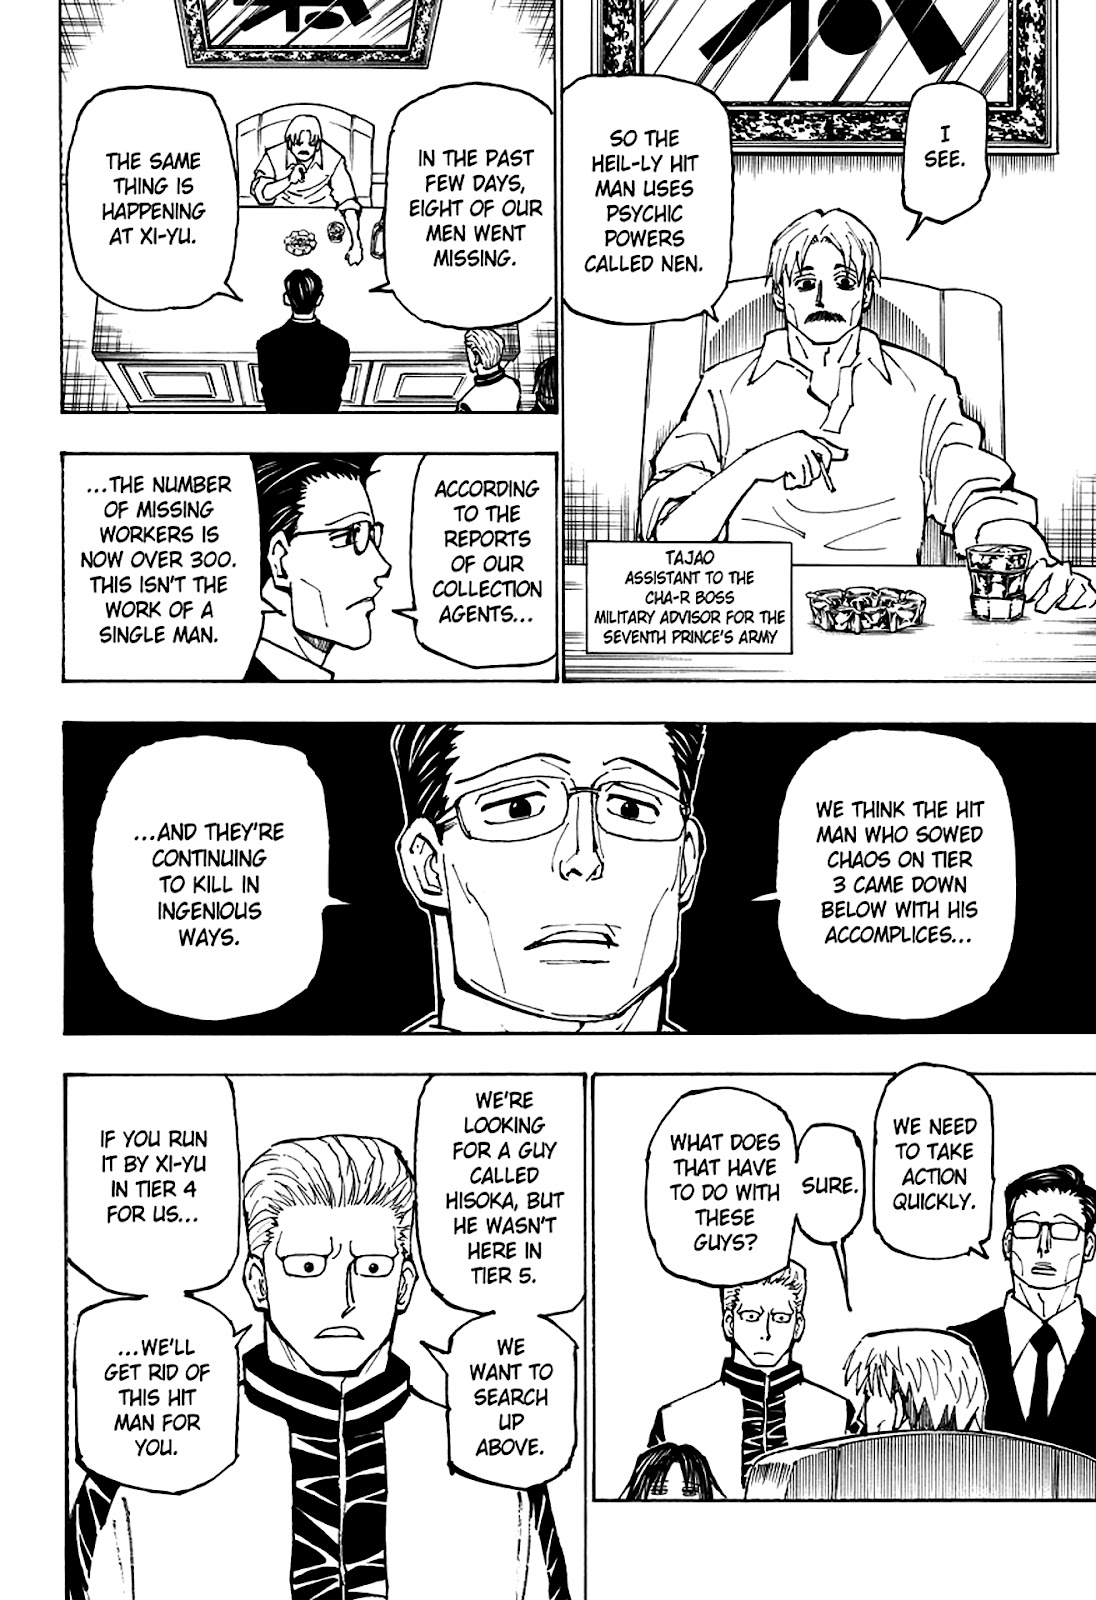 I
SEE.
SO THE
HEIL-LY HIT
MAN USES
PSYCHIC
POWERS
CALLED NEN.
TAJAO
ASSISTANT TO THE
CHA-R BOSS
MILITARY ADVISOR FOR THE
SEVENTH PRINCE'S ARMY
IN THE PAST
FEW DAYS,
EIGHT OF OUR
MEN WENT
MISSING.
THE SAME
THING IS
HAPPENING
AT XI-YU.
ACCORDING
TO THE
REPORTS
OF OUR
COLLECTION
AGENTS...
...THE NUMBER
OF MISSING
WORKERS IS
NOW OVER 300.
THIS ISN'T THE
WORK OF A
SINGLE MAN.
WE THINK THE HIT
MAN WHO SOWED
CHAOS ON TIER
3 CAME DOWN
BELOW WITH HIS
ACCOMPLICES...
...AND THEY'RE
CONTINUING
TO KILL IN
INGENIOUS
WAYS.
WE NEED
TO TAKE
ACTION
QUICKLY.
SURE.
WHAT DOES
THAT HAVE
TO DO WITH
THESE
GUYS?
WE'RE
LOOKING
FOR A GUY
CALLED
HISOKA, BUT
HE WASN'T
HERE IN
TIER 5.
WE
WANT TO
SEARCH
UP
ABOVE.
IF YOU RUN
IT BY XI-YU
IN TIER 4
FOR US...
...WE'LL
GET RID OF
THIS HIT
MAN FOR
YOU.